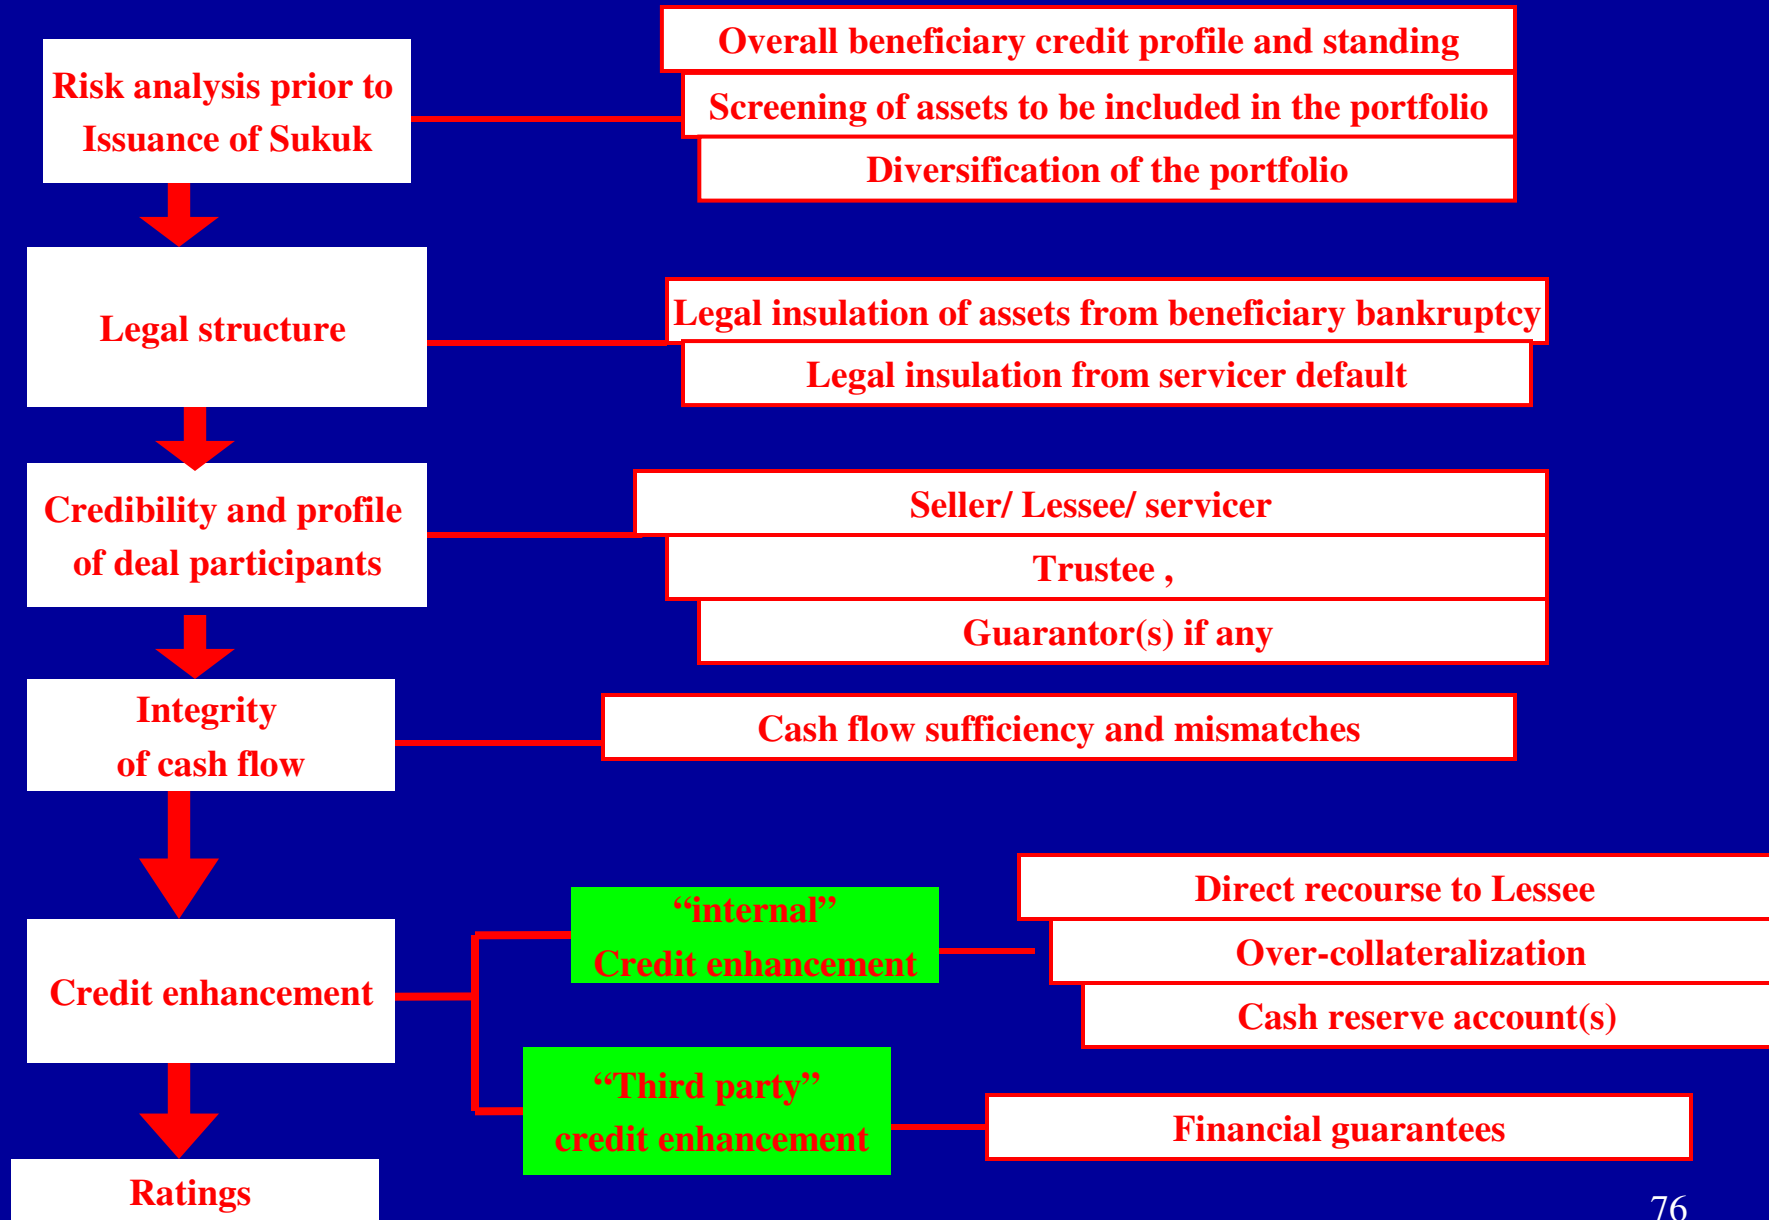 Risk analysis prior to
Issuance of Sukuk
Overall beneficiary credit profile and standing
Screening of assets to be included in the portfolio
Diversification of the portfolio
Legal structure
Legal insulation of assets from beneficiary bankruptcy
Legal insulation from servicer default
Credibility and profile
of deal participants
Seller/ Lessee/ servicer
Trustee ,
Guarantor(s) if any
Integrity
of cash flow
Cash flow sufficiency and mismatches
Credit enhancement
“internal”
Credit enhancement
Direct recourse to Lessee
Over-collateralization
Cash reserve account(s)
“Third party”
credit enhancement
Financial guarantees
Ratings
76